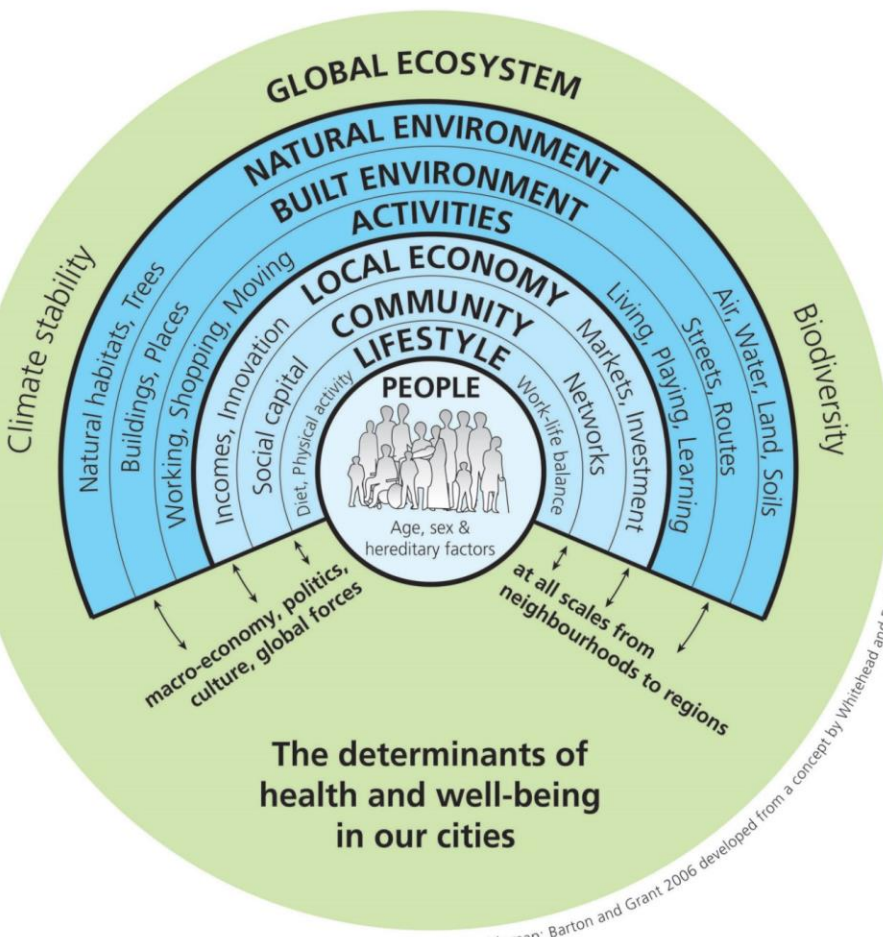 GLOBAL ECOSYSTEM
NATURAL ENVIRONMENT
BUILT ENVIRONMENT
ACTIVITIES
LOCAL ECONOMY
COMMUNITY
LIFESTYLE
PEOPLE
Age, sex &
hereditary factors
Climate stability
Natural habitats, Trees
Buildings, Places
Working, Shopping, Moving
Incomes, Innovation
Social capital
Diet, Physical activity
Work-life balance
Networks
Markets, Investment
Living, Playing, Learning
Streets, Routes
Air, Water, Land, Soils
Biodiversity
macro-economy, politics,
culture, global forces
at all scales from
neighbourhoods to regions
The determinants of
health and well-being
in our cities
Barton and Grant 2006 developed from a concept by Whitehead and